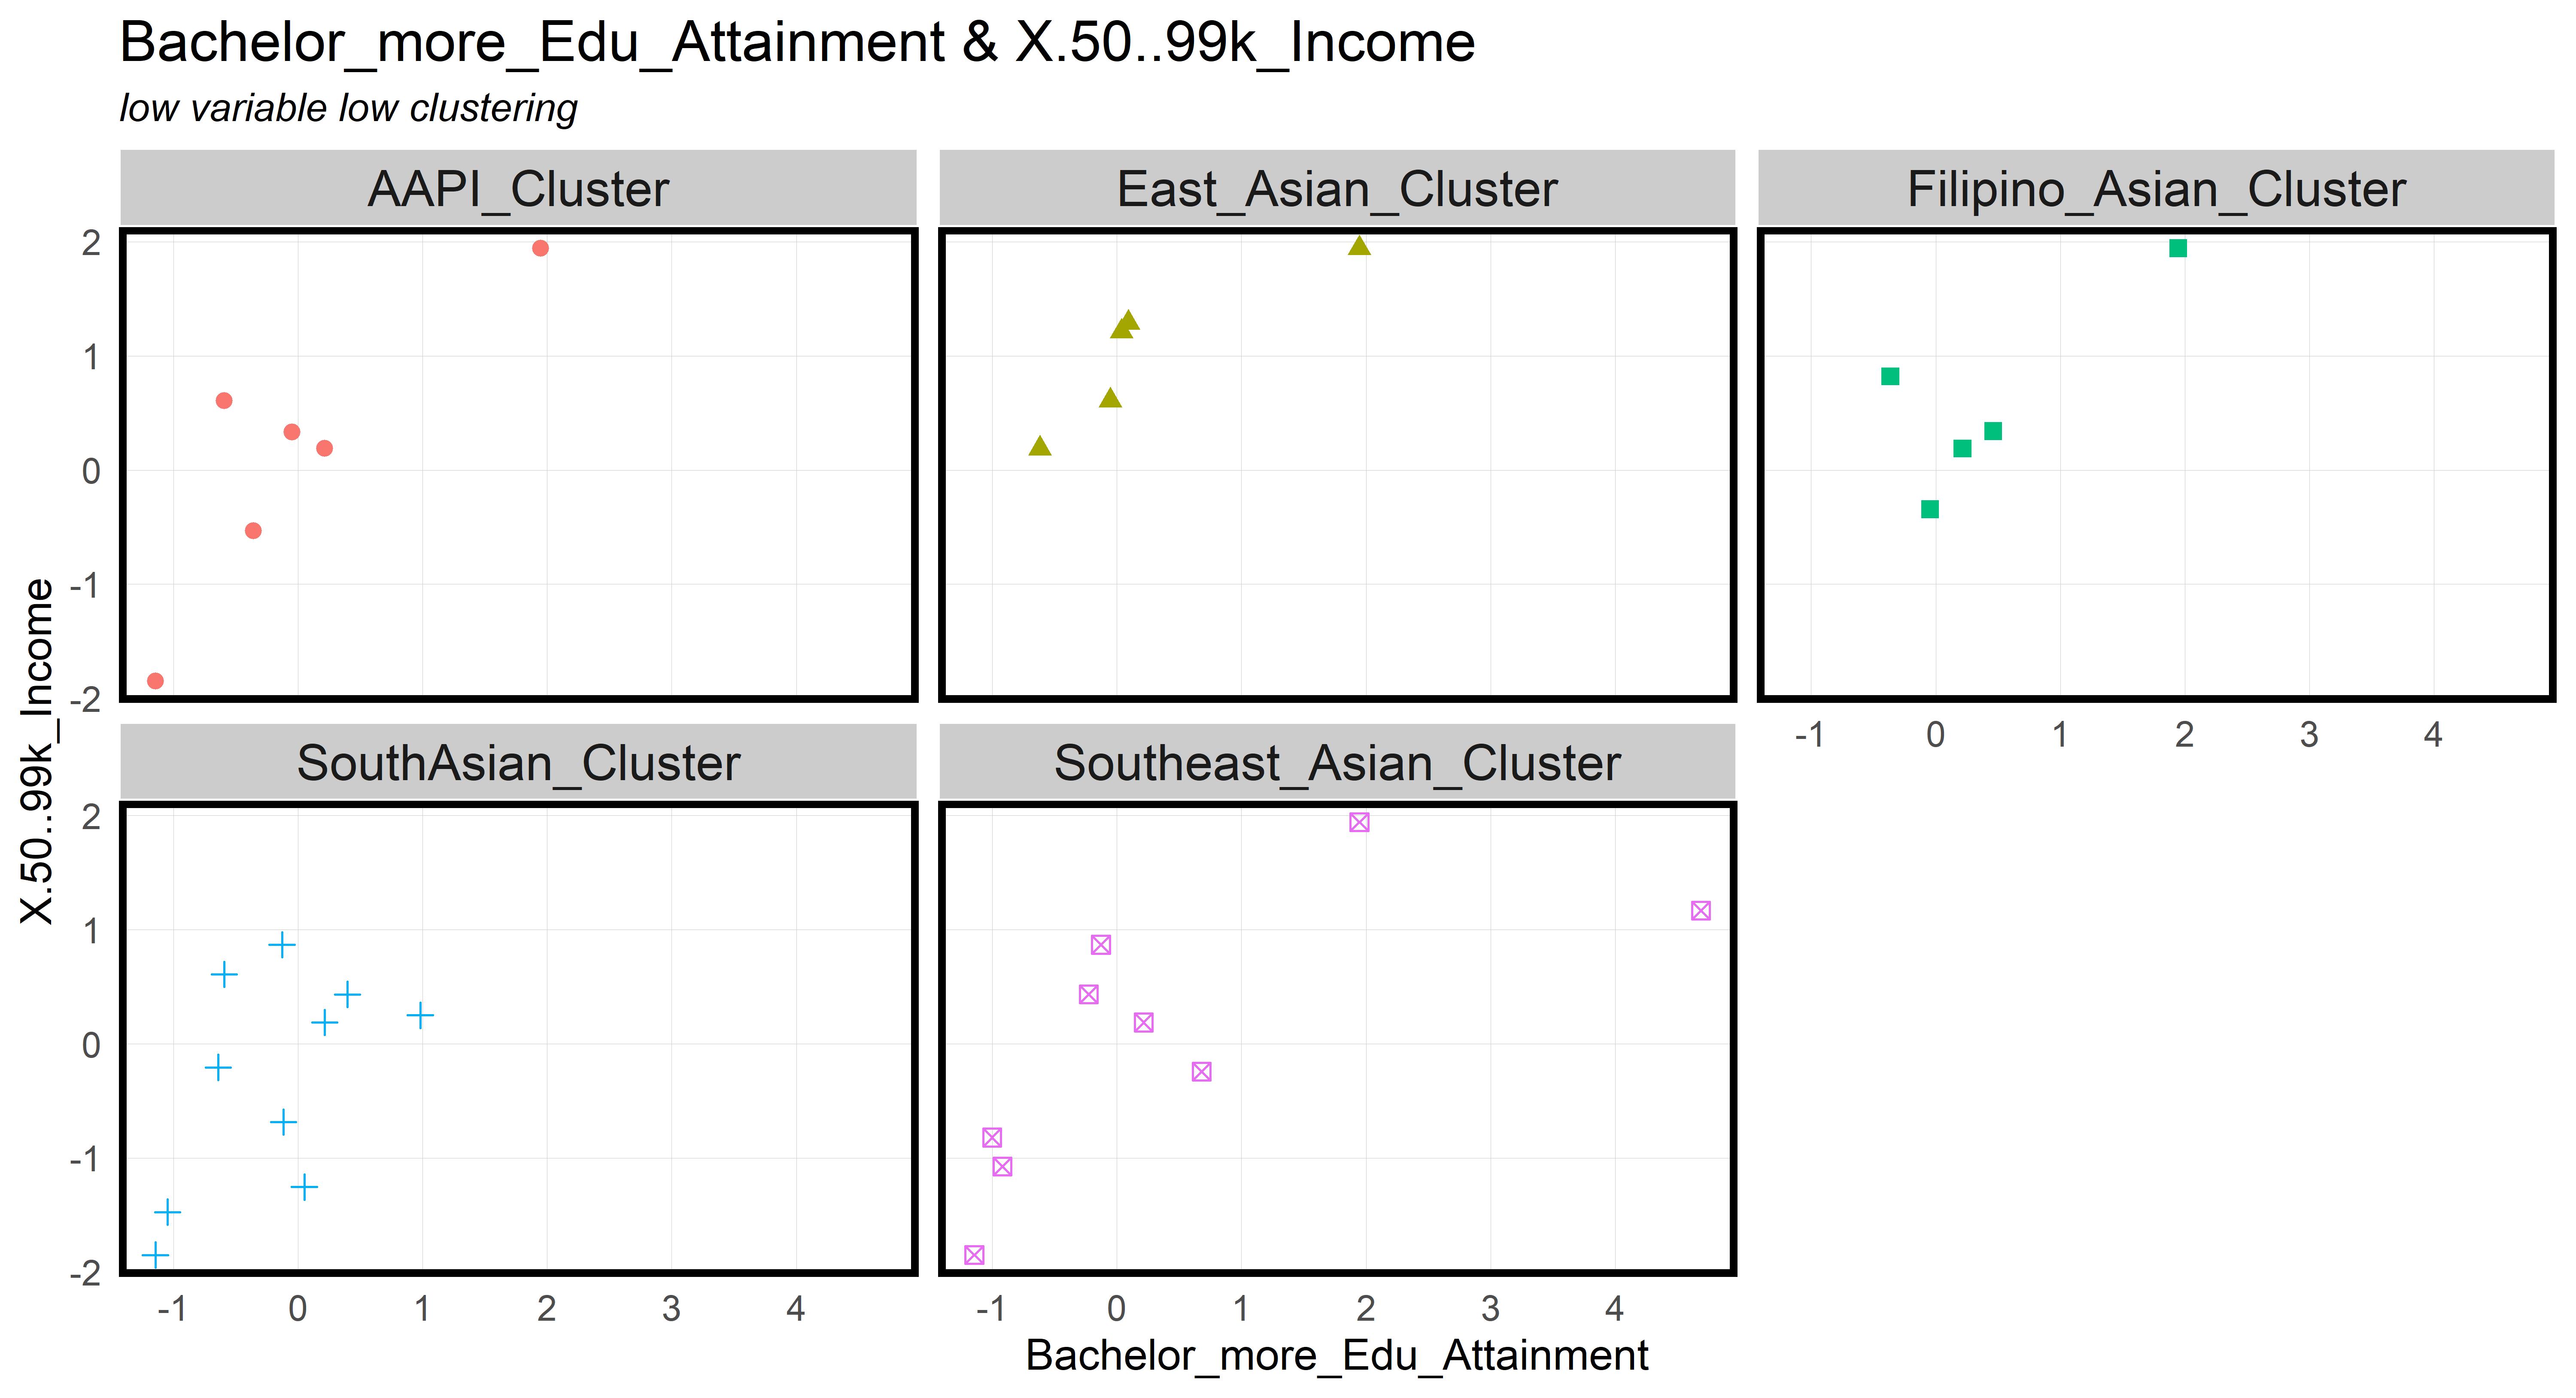 Bachelor_more_Edu_Attainment & X.50..99k_Income
low variable low clustering
AAPI_Cluster
East_Asian_Cluster
Filipino_Asian_Cluster
2
1
0
-1
-2
-1 0 1 2 3 4
SouthAsian_Cluster
Southeast_Asian_Cluster
2
1
0
-1
-2
-1 0 1 2 3 4
-1 0 1 2 3 4
X.50..99k_Income
Bachelor_more_Edu_Attainment